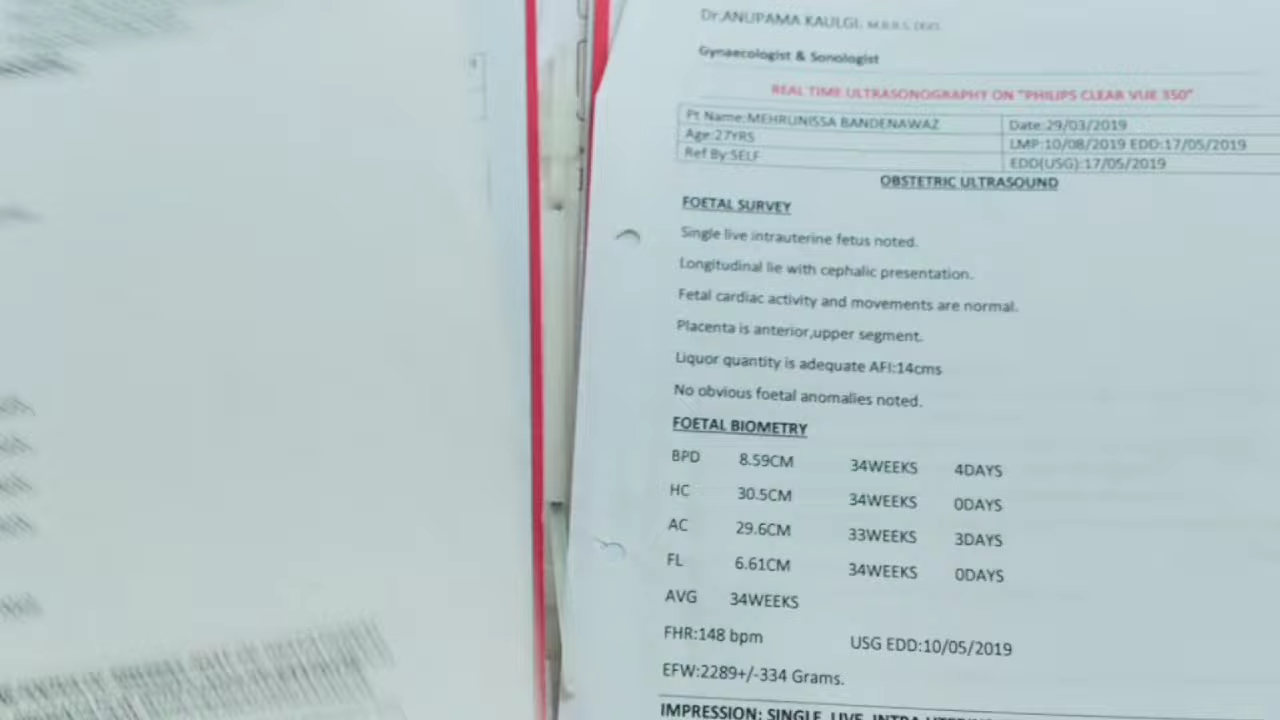 Dr.ANUPAMA KAULGI. M.B.B.S. DGO.
Gynaecologist & Sonologist
REAL TIME ULTRASONOGRAPHY ON "PHILIPS CLEAR VUE 350"
Pt Name:MEHRUNISSA BANDENAWAZ Date:29/03/2019
Age:27YRS LMP:10/08/2019 EDD:17/05/2019
Ref By:SELF EDD(USG):17/05/2019
OBSTETRIC ULTRASOUND
FOETAL SURVEY
Single live intrauterine fetus noted.
Longitudinal lie with cephalic presentation.
Fetal cardiac activity and movements are normal.
Placenta is anterior,upper segment.
Liquor quantity is adequate AFI:14cms
No obvious foetal anomalies noted.
FOETAL BIOMETRY
BPD 8.59CM 34WEEKS 4DAYS
HC 30.5CM 34WEEKS 0DAYS
AC 29.6CM 33WEEKS 3DAYS
FL 6.61CM 34WEEKS 0DAYS
AVG 34WEEKS
FHR:148 bpm USG EDD:10/05/2019
EFW:2289+/-334 Grams.
IMPRESSION: SINGLE LIVE INTRA UTERINE